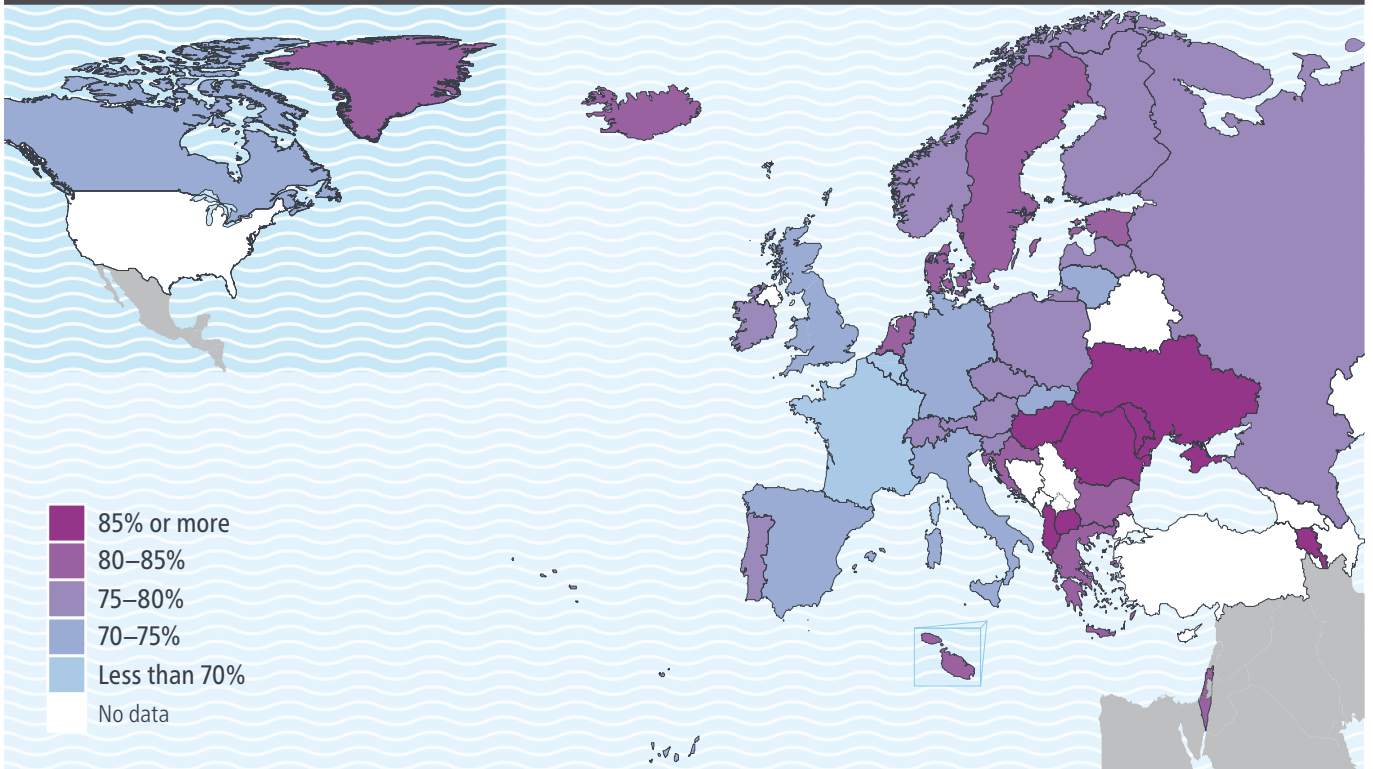 85% or more
80–85%
75–80%
70–75%
Less than 70%
No data